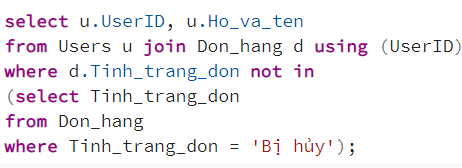 select u.UserID, u.Ho_va_ten
from Users u join Don_hang d using (UserID)
where d.Tinh_trang_don not in
(select Tinh_trang_don
from Don_hang
where Tinh_trang_don = 'Bị hủy');